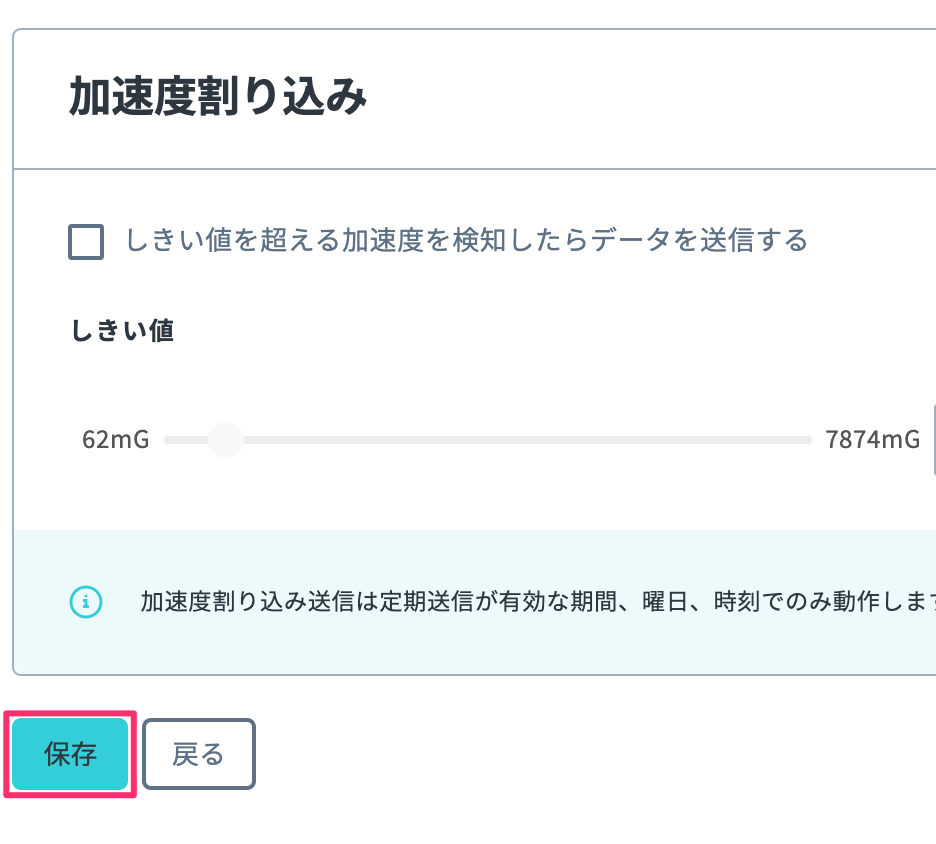 加速度割り込み
しきい値を超える加速度を検知したらデータを送信する
しきい値
62mG
7874mG
加速度割り込み送信は定期送信が有効な期間、曜日、時刻でのみ動作します
保存
戻る